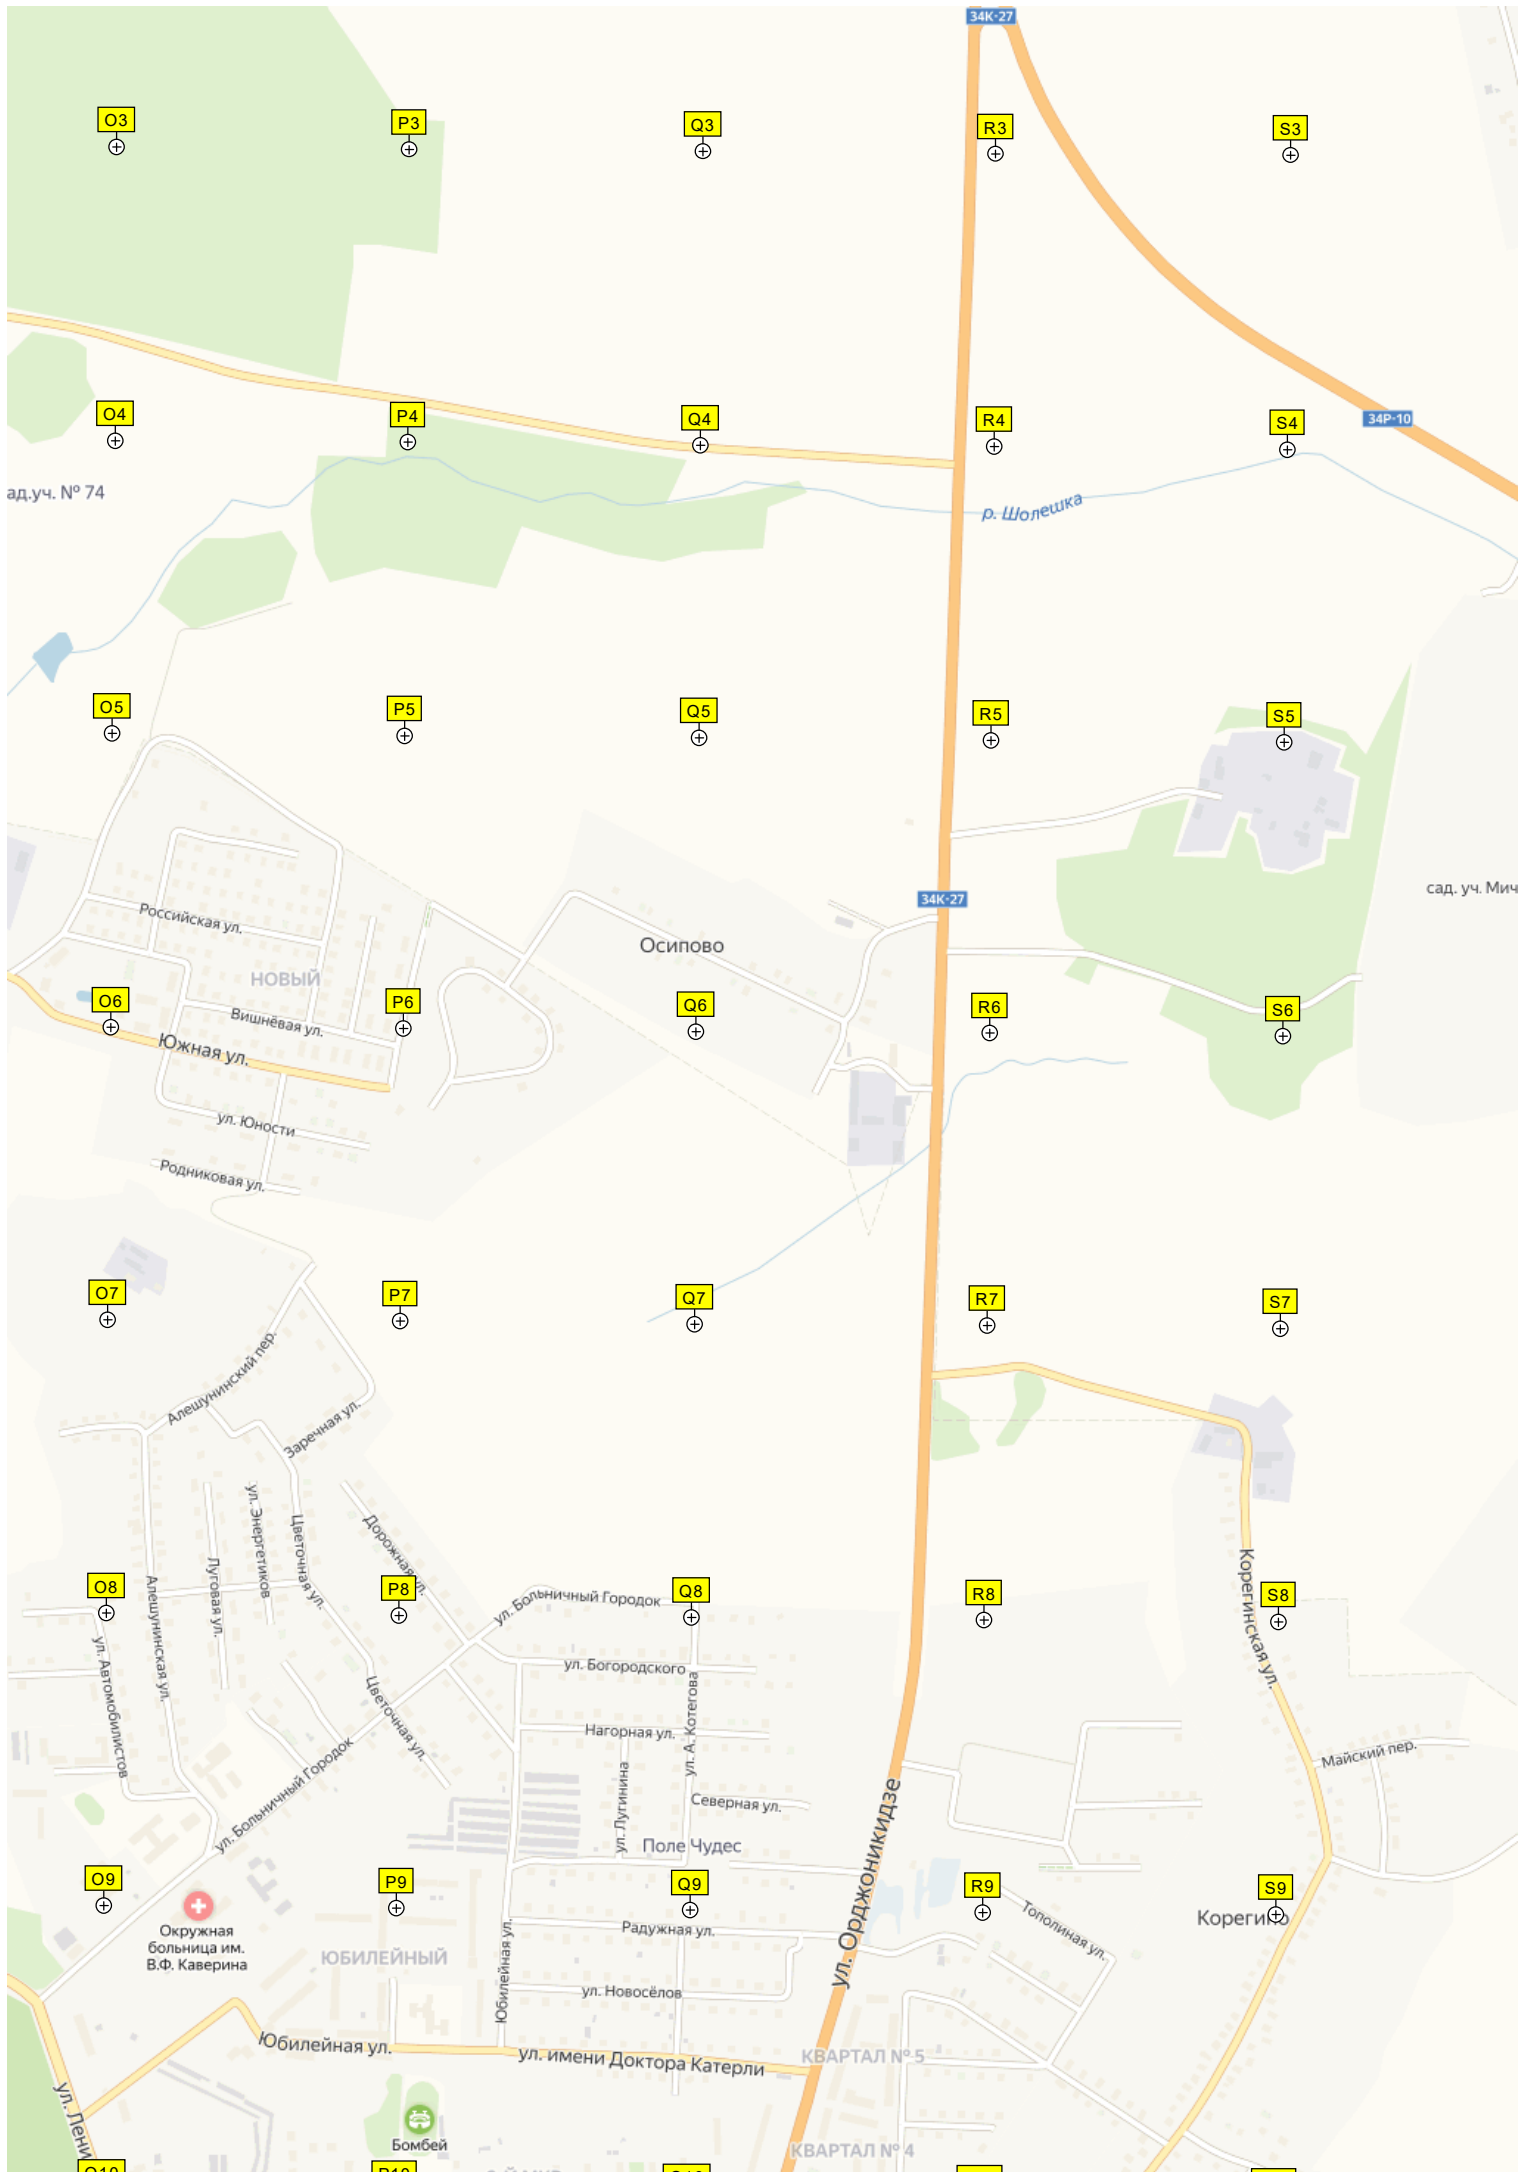 34К-27
O3
P3
Q3
R3
S3
O4
P4
Q4
R4
S4
34Р-10
ад.уч. № 74
р. Шолешка
O5
P5
Q5
R5
S5
сад. уч. Мич
34К-27
Российская ул.
Осипово
НОВЫЙ
O6
P6
Q6
R6
S6
Вишнёвая ул.
Южная ул.
ул. Юности
Родниковая ул.
O7
P7
Q7
R7
S7
Алешунинский пер.
Заречная ул.
ул. Энергетиков
Цветочная ул.
Дорожная ул.
Луговая ул.
Алешунинская ул.
Корегинская ул.
O8
P8
Q8
R8
S8
ул. Больничный Городок
ул. Автомобилистов
ул. Богородского
Цветочная ул.
ул. А. Котегова
Нагорная ул.
Майский пер.
ул. Больничный Городок
ул. Лугинина
Северная ул.
ул. Орджоникидзе
Поле Чудес
O9
P9
Q9
R9
S9
Окружная
больница им.
В.Ф. Каверина
ЮБИЛЕЙНЫЙ
Юбилейная ул.
Радужная ул.
Тополиная ул.
Корегино
ул. Новосёлов
Юбилейная ул.
ул. имени Доктора Катерли
КВАРТАЛ № 5
ул. Лени
Бомбей
КВАРТАЛ № 4
O10
P10
Q10